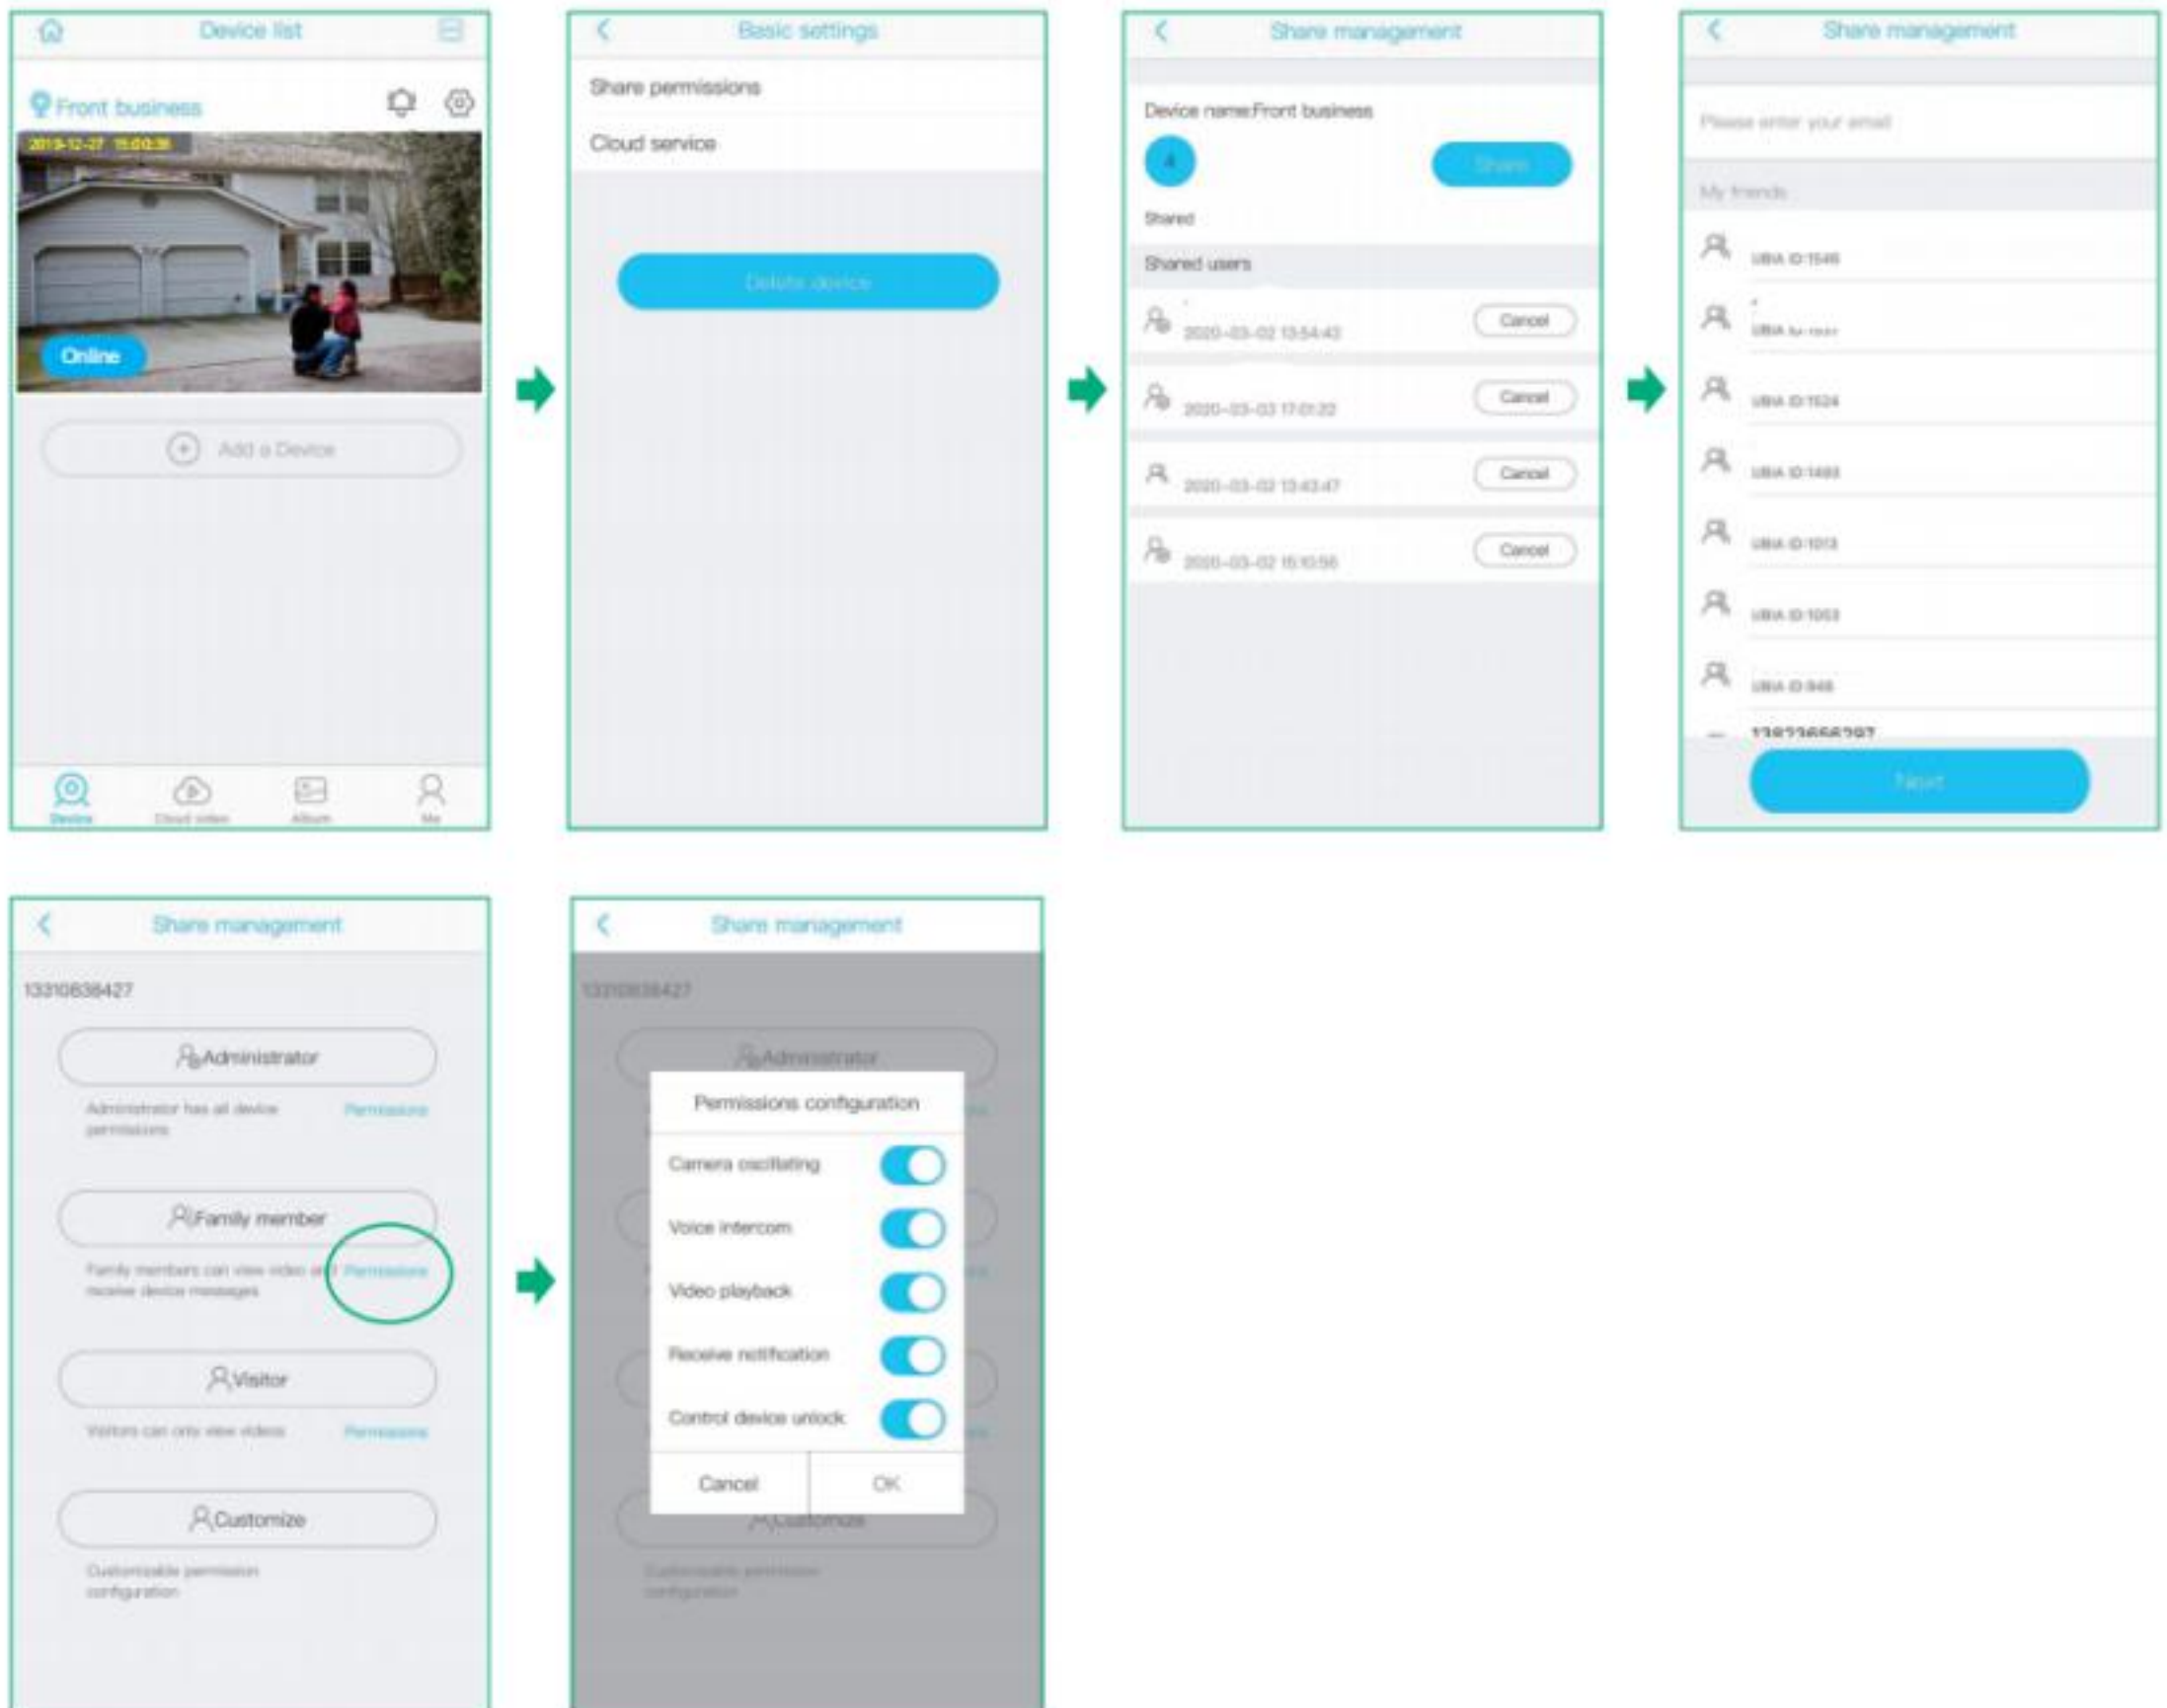 Device list
Front business
2019-12-27 15:00:36
Online
Add a Device
Device
Cloud video
Album
Me
Basic settings
Share permissions
Cloud service
Delete device
Share management
Device name:Front business
4
Share
Shared
Shared users
2020-03-02 13:54:43
Cancel
2020-03-03 17:01:22
Cancel
2020-03-02 13:43:47
Cancel
2020-03-02 15:10:56
Cancel
Share management
Please enter your email
My friends
UBIA ID:1546
UBIA
UBIA ID:1524
UBIA ID:1493
UBIA ID:1013
UBIA ID:1053
UBIA ID:948
13823656297
Next
Share management
13310838427
Administrator
Administrator has all device
permissions
Permissions
Family member
Family members can view video and
receive device messages
Permissions
Visitor
Visitors can only view videos
Permissions
Customize
Customizable permission
configuration
Share management
13310838427
Administrator
Permissions configuration
Camera oscillating
Voice intercom
Video playback
Receive notification
Control device unlock
Cancel
OK
Customize
Customizable permission
configuration